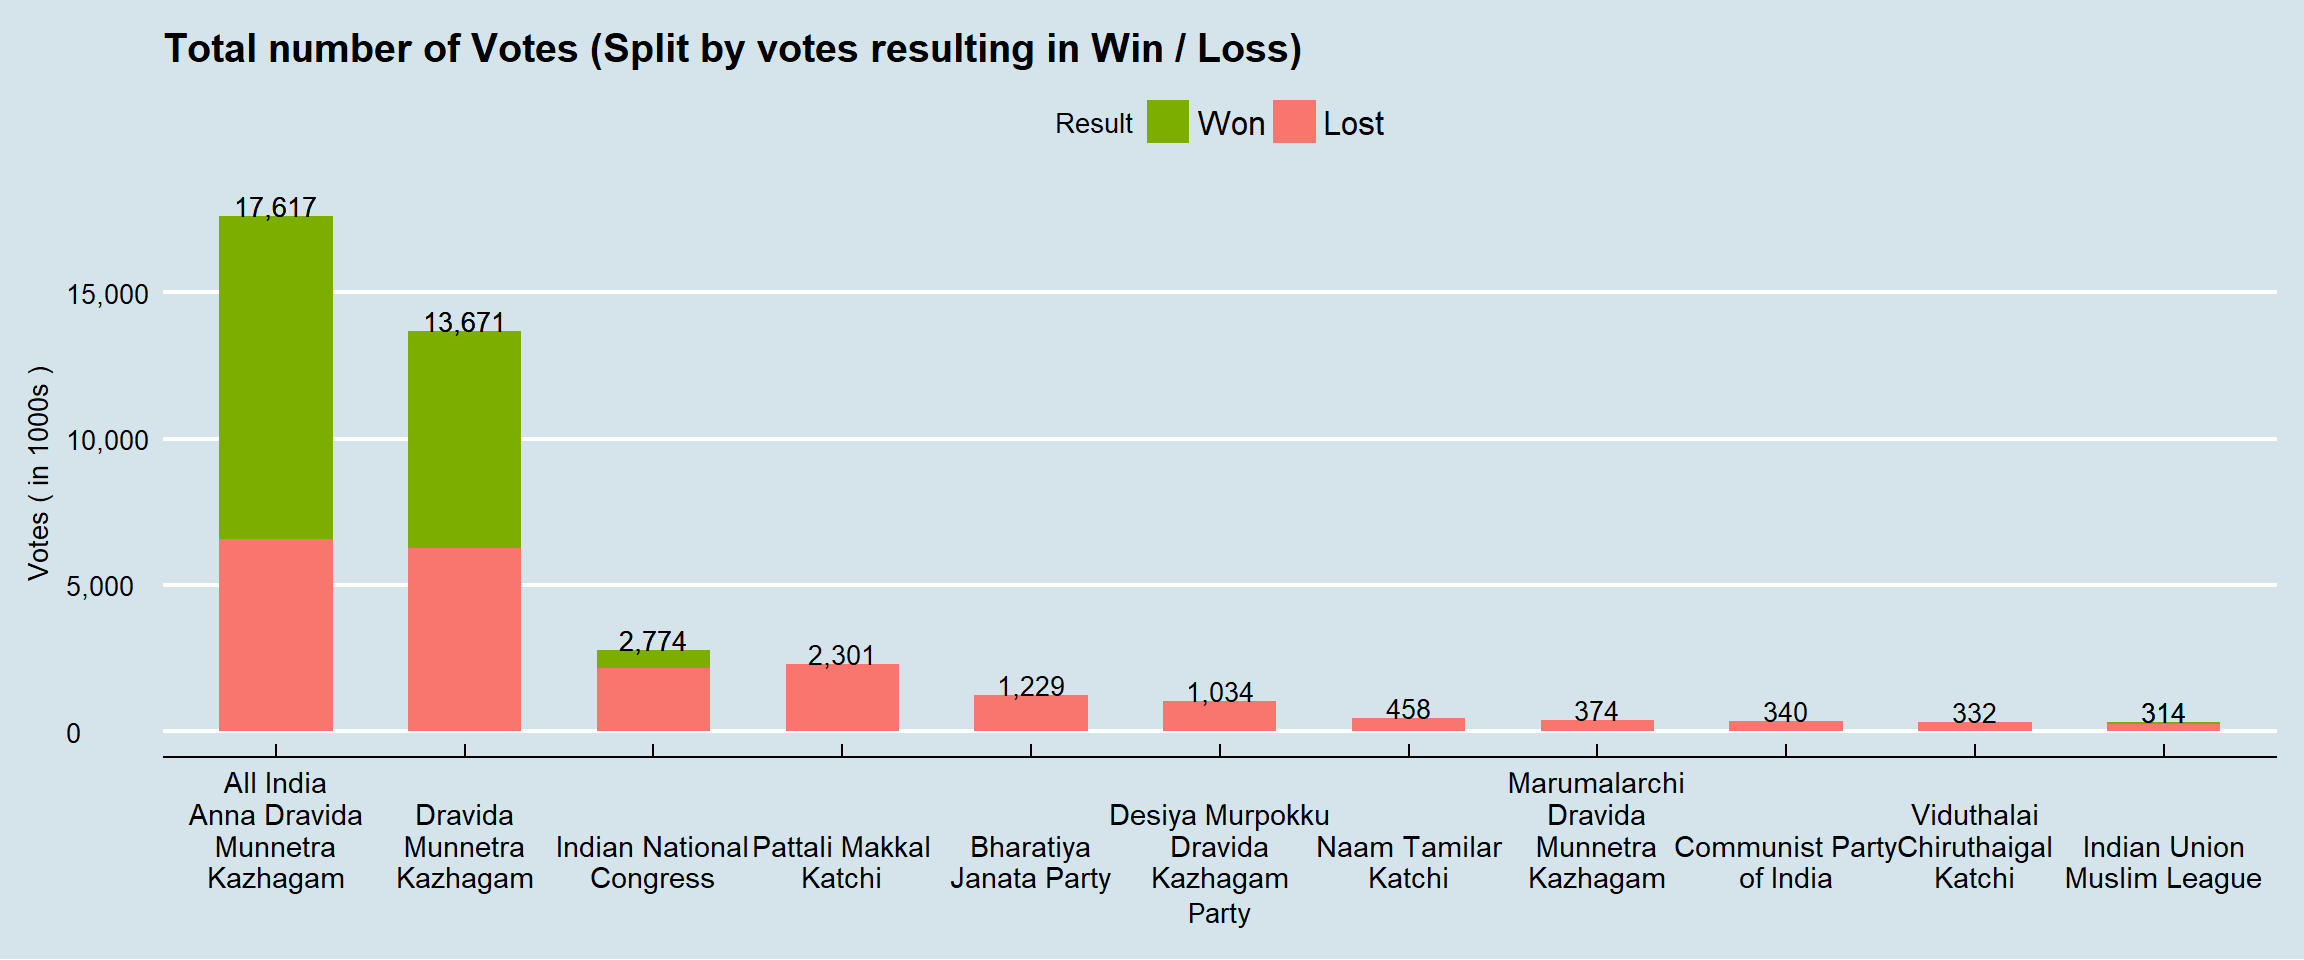 Total number of Votes (Split by votes resulting in Win / Loss)
Result Won Lost
17,617
13,671
2,774
2,301
1,229
1,034
458
374
340
332
314
15,000
10,000
5,000
0
Votes ( in 1000s )
All India
Anna Dravida
Munnetra
Kazhagam
Dravida
Munnetra
Kazhagam
Indian National
Congress
Pattali Makkal
Katchi
Bharatiya
Janata Party
Desiya Murpokku
Dravida
Kazhagam
Naam Tamilar
Katchi
Marumalarchi
Dravida
Munnetra
Kazhagam
Communist Party
of India
Viduthalai
Chiruthaigal
Katchi
Indian Union
Muslim League
Party